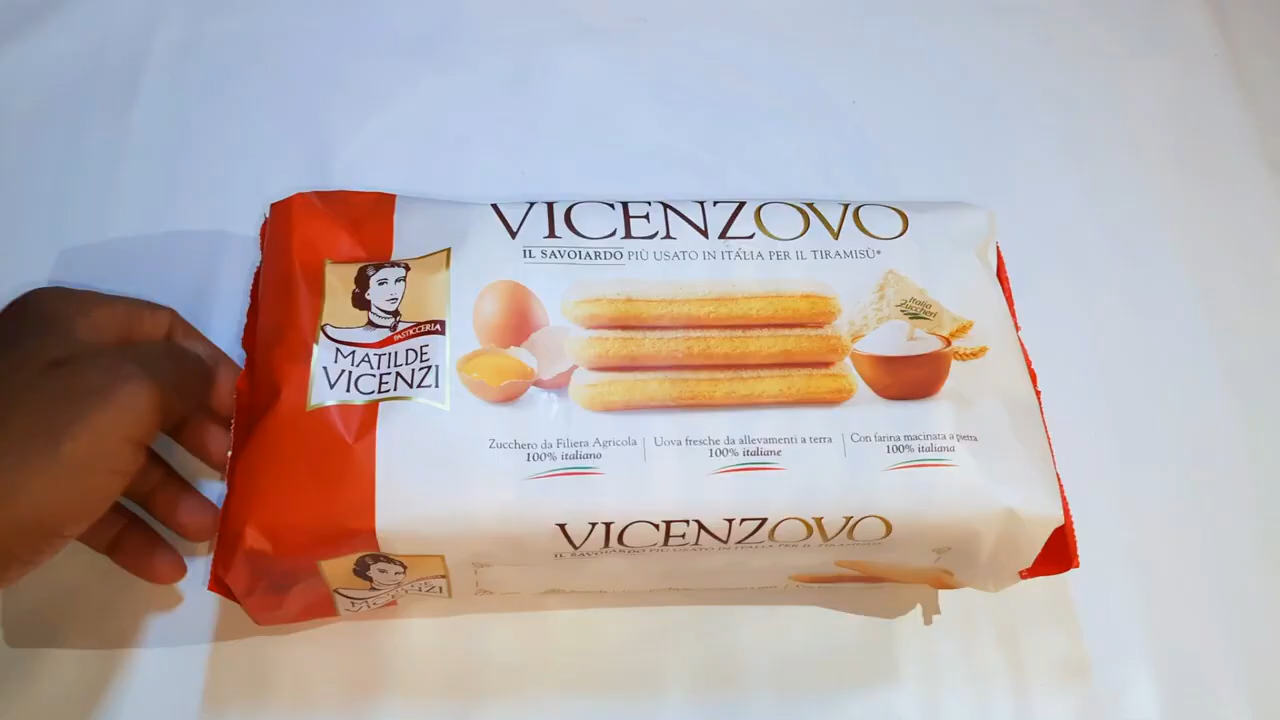 VICENZOVO
IL SAVOIARDO PIÙ USATO IN ITALIA PER IL TIRAMISÙ*
PASTICCERIA
MATILDE
VICENZI
Italia
Zuccheri
Zucchero da Filiera Agricola
100% italiano
Uova fresche da allevamenti a terra
100% italiane
Con farina macinata a pietra
100% italiana
VICENZOVO
IL SAVOIARDO PIÙ USATO IN ITALIA PER IL TIRAMISÙ
MATILDE
VICENZI